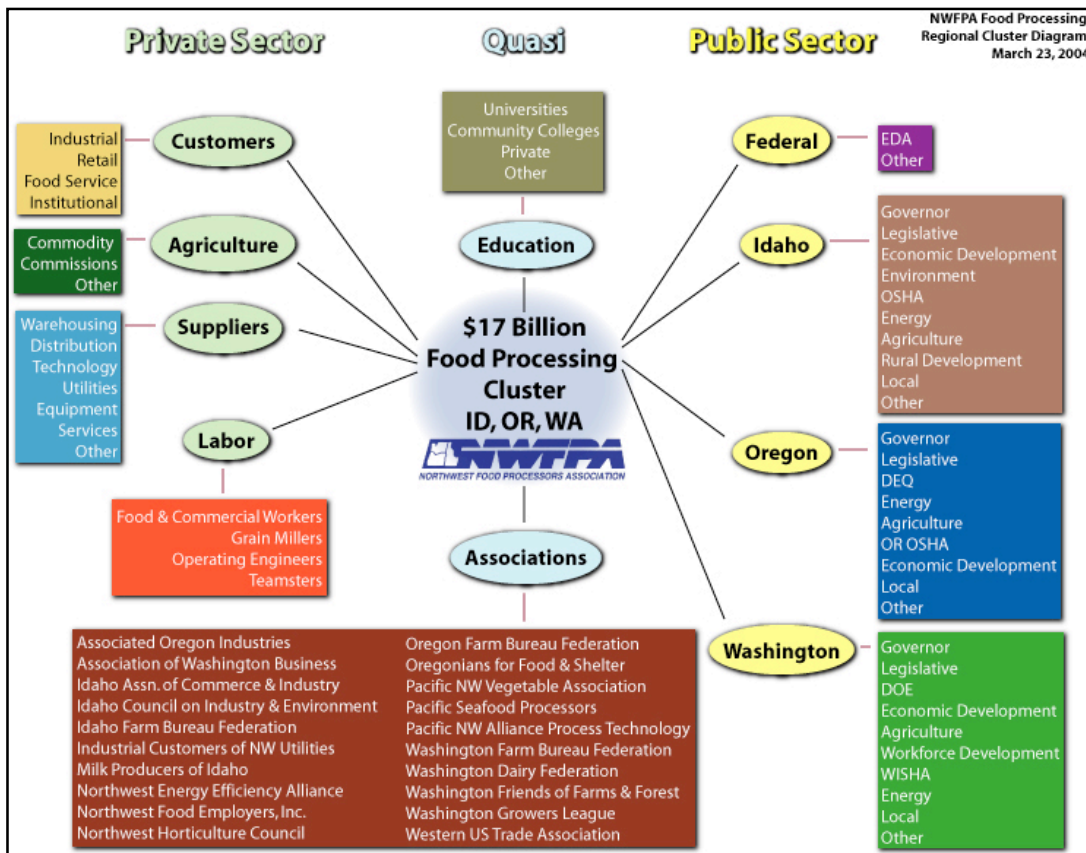 Private Sector
Quasi
Public Sector
NWFPA Food Processing
Regional Cluster Diagram
March 23, 2004
Customers
Industrial
Retail
Food Service
Institutional
Agriculture
Commodity
Commissions
Other
Suppliers
Warehousing
Distribution
Technology
Utilities
Equipment
Services
Other
Labor
Food & Commercial Workers
Grain Millers
Operating Engineers
Teamsters
Universities
Community Colleges
Private
Other
Education
$17 Billion
Food Processing
Cluster
ID, OR, WA
NWFPA
NORTHWEST FOOD PROCESSORS ASSOCIATION
Associations
Associated Oregon Industries
Association of Washington Business
Idaho Assn. of Commerce & Industry
Idaho Council on Industry & Environment
Idaho Farm Bureau Federation
Industrial Customers of NW Utilities
Milk Producers of Idaho
Northwest Energy Efficiency Alliance
Northwest Food Employers, Inc.
Northwest Horticulture Council
Oregon Farm Bureau Federation
Oregonians for Food & Shelter
Pacific NW Vegetable Association
Pacific Seafood Processors
Pacific NW Alliance Process Technology
Washington Farm Bureau Federation
Washington Dairy Federation
Washington Friends of Farms & Forest
Washington Growers League
Western US Trade Association
Federal
EDA
Other
Idaho
Governor
Legislative
Economic Development
Environment
OSHA
Energy
Agriculture
Rural Development
Local
Other
Oregon
Governor
Legislative
DEQ
Energy
Agriculture
OR OSHA
Economic Development
Local
Other
Washington
Governor
Legislative
DOE
Economic Development
Agriculture
Workforce Development
WISHA
Energy
Local
Other